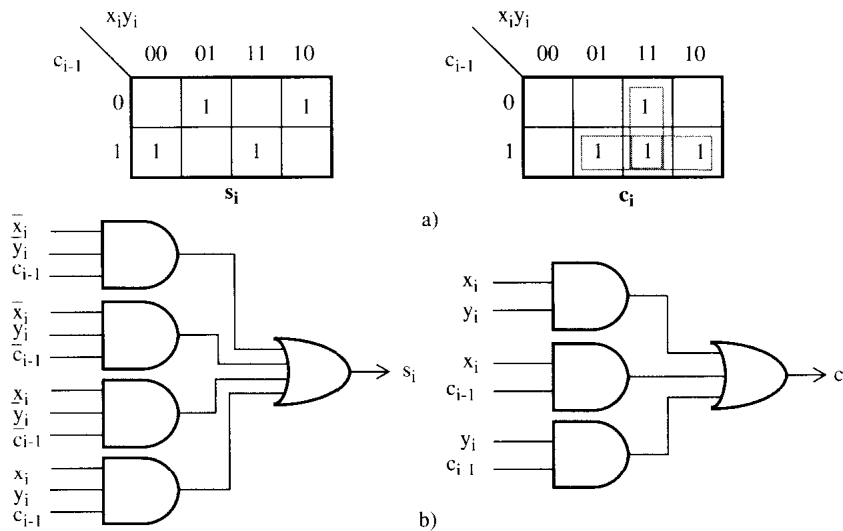 x_i y_i x_i y_i
c_{i-1} 00 01 11 10 c_{i-1} 00 01 11 10
0 1 1 0 1
1 1 1 1 1 1 1
s_i c_i
a)
x̄_i
ȳ_i
c_{i-1}
x̄_i
y_i
c̄_{i-1}
x_i
ȳ_i
c̄_{i-1}
x_i
y_i
c_{i-1}
s_i
x_i
y_i
x_i
c_{i-1}
y_i
c_{i-1}
c
b)